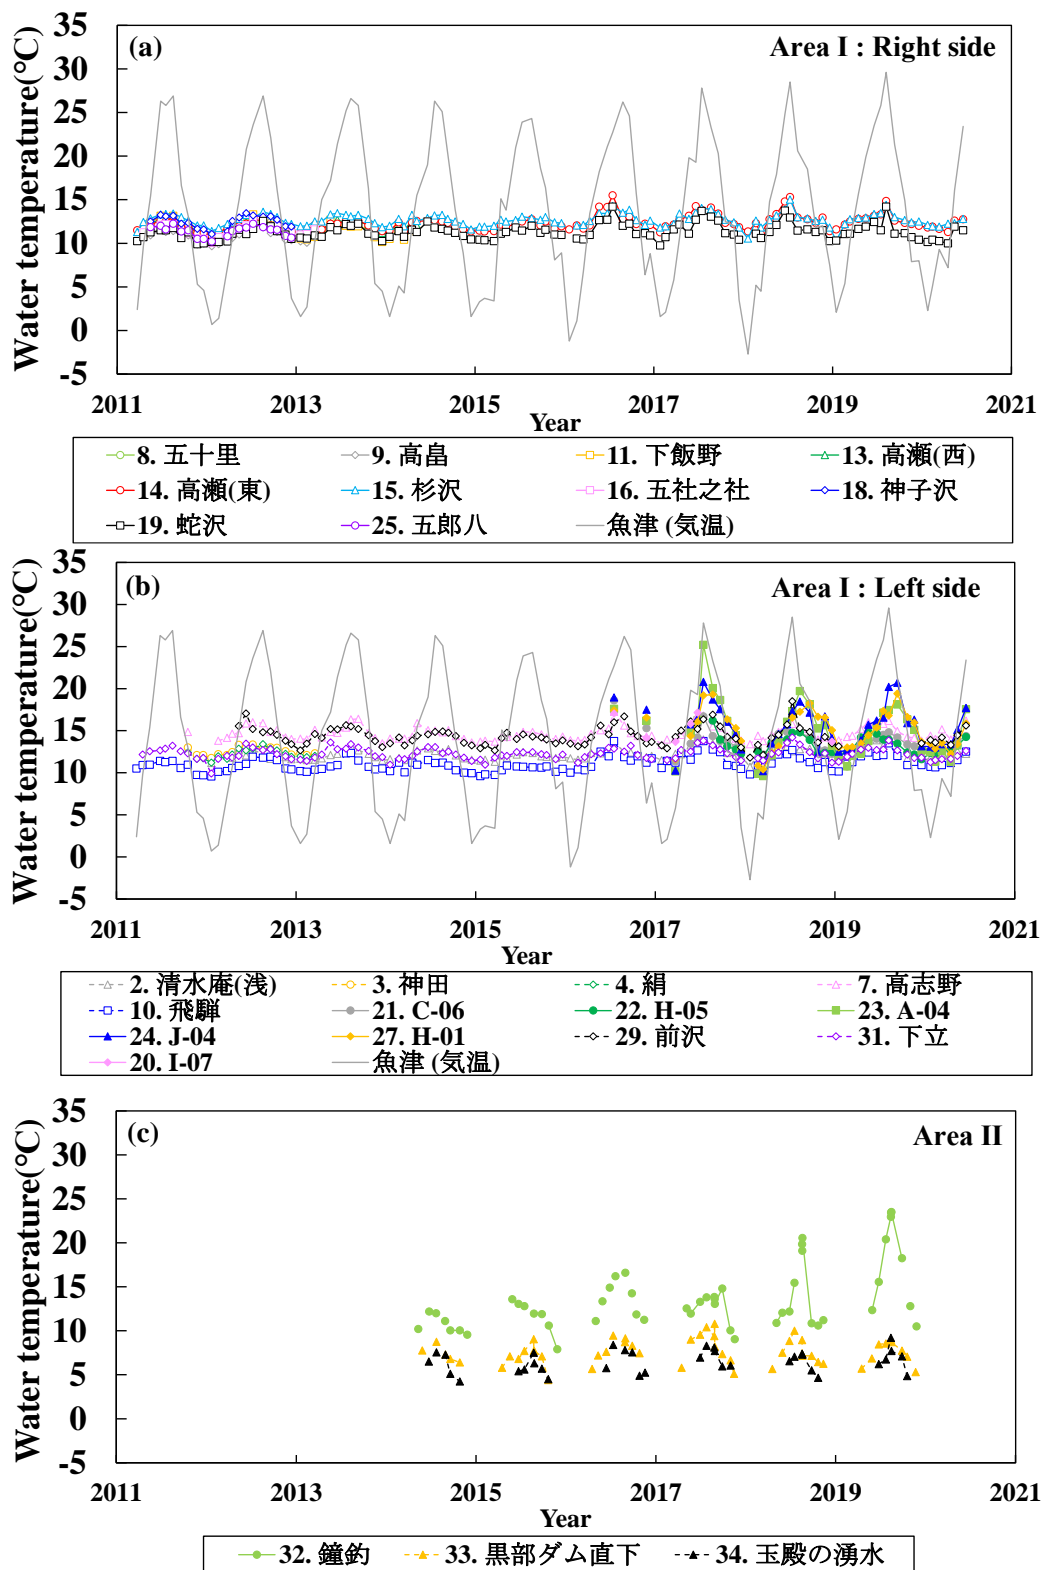 (a)
Area I : Right side
Water temperature(℃)
35
30
25
20
15
10
5
0
-5
2011
2013
2015
2017
2019
2021
Year
8. 五十里
9. 高畠
11. 下飯野
13. 高瀬(西)
14. 高瀬(東)
15. 杉沢
16. 五社之社
18. 神子沢
19. 蛇沢
25. 五郎八
魚津 (気温)
(b)
Area I : Left side
Water temperature(℃)
35
30
25
20
15
10
5
0
-5
2011
2013
2015
2017
2019
2021
Year
2. 清水庵(浅)
3. 神田
4. 絹
7. 高志野
10. 飛騨
21. C-06
22. H-05
23. A-04
24. J-04
27. H-01
29. 前沢
31. 下立
20. I-07
魚津 (気温)
(c)
Area II
Water temperature(℃)
35
30
25
20
15
10
5
0
-5
2011
2013
2015
2017
2019
2021
Year
32. 鐘釣
33. 黒部ダム直下
34. 玉殿の湧水